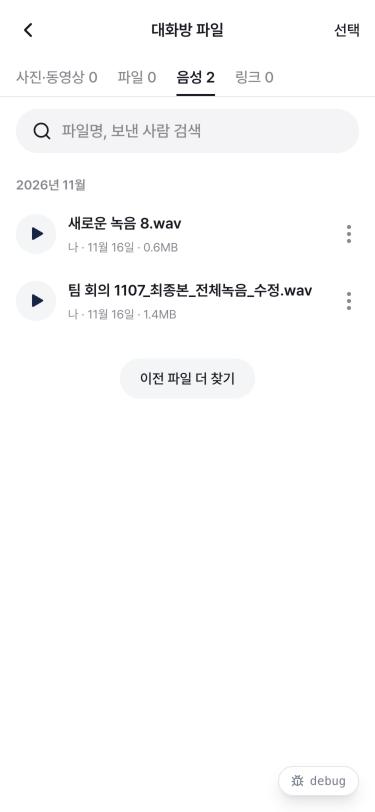 대화방 파일
선택
사진·동영상 0
파일 0
음성 2
링크 0
파일명, 보낸 사람 검색
2026년 11월
새로운 녹음 8.wav
나 · 11월 16일 · 0.6MB
팀 회의 1107_최종본_전체녹음_수정.wav
나 · 11월 16일 · 1.4MB
이전 파일 더 찾기
debug